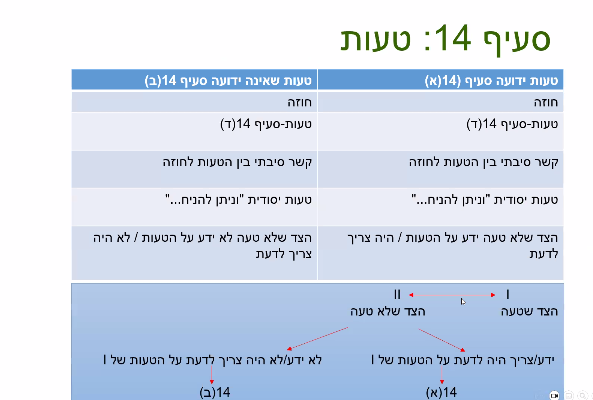 סעיף 14: טעות
טעות ידועה סעיף (14(א)
טעות שאינה ידועה סעיף 14(ב)
חוזה
חוזה
טעות-סעיף 14(ד)
טעות-סעיף 14(ד)
קשר סיבתי בין הטעות לחוזה
קשר סיבתי בין הטעות לחוזה
טעות יסודית "וניתן להניח..."
טעות יסודית "וניתן להניח..."
הצד שלא טעה ידע על הטעות / היה צריך
לדעת
הצד שלא טעה לא ידע על הטעות / לא היה
צריך לדעת
I
II
הצד שטעה
הצד שלא טעה
ידע/צריך היה לדעת על הטעות של I
לא ידע/לא היה צריך לדעת על הטעות של I
14(א)
14(ב)